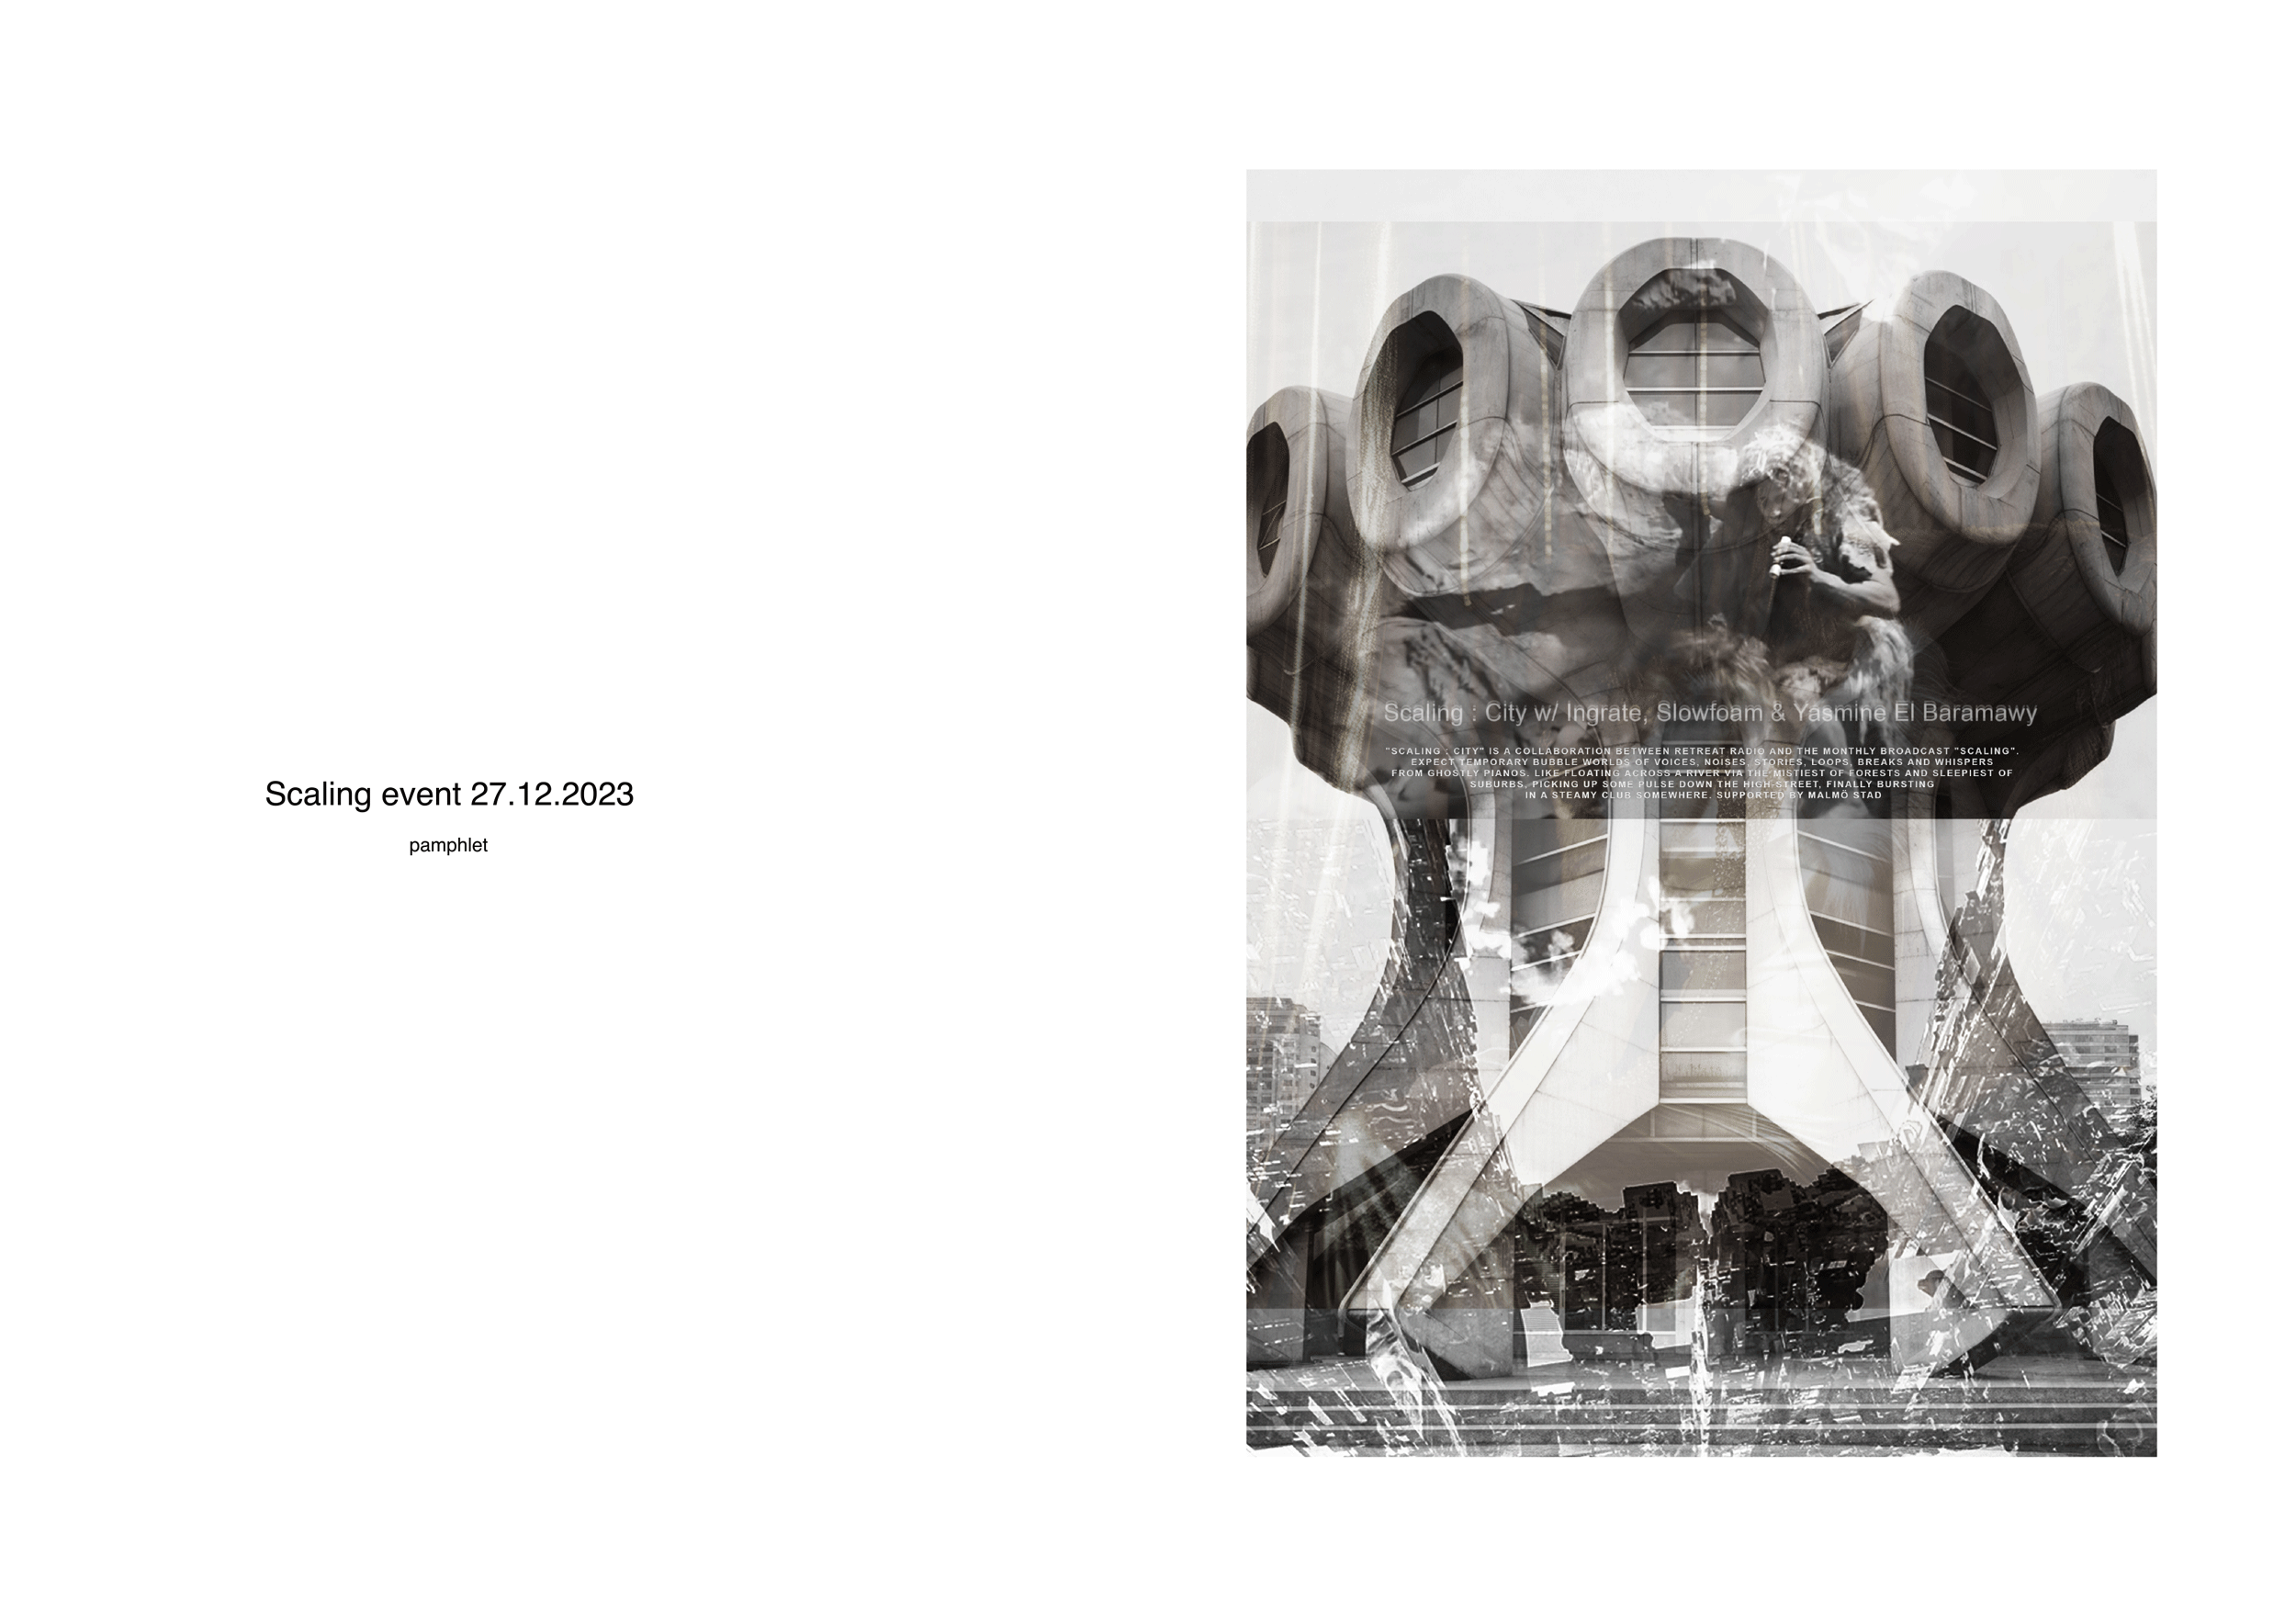 Scaling event 27.12.2023
pamphlet
Scaling : City w/ Ingrate, Slowfoam & Yasmine El Baramawy
"SCALING : CITY" IS A COLLABORATION BETWEEN RETREAT RADIO AND THE MONTHLY BROADCAST "SCALING".
EXPECT TEMPORARY BUBBLE WORLDS OF VOICES, NOISES, STORIES, LOOPS, BREAKS AND WHISPERS
FROM GHOSTLY PIANOS, LIKE FLOATING ACROSS A RIVER VIA THE MISTIEST OF FORESTS AND SLEEPIEST OF
SUBURBS, PICKING UP SOME PULSE DOWN THE HIGH-STREET, FINALLY BURSTING
IN A STEAMY CLUB SOMEWHERE. SUPPORTED BY MALMÖ STAD